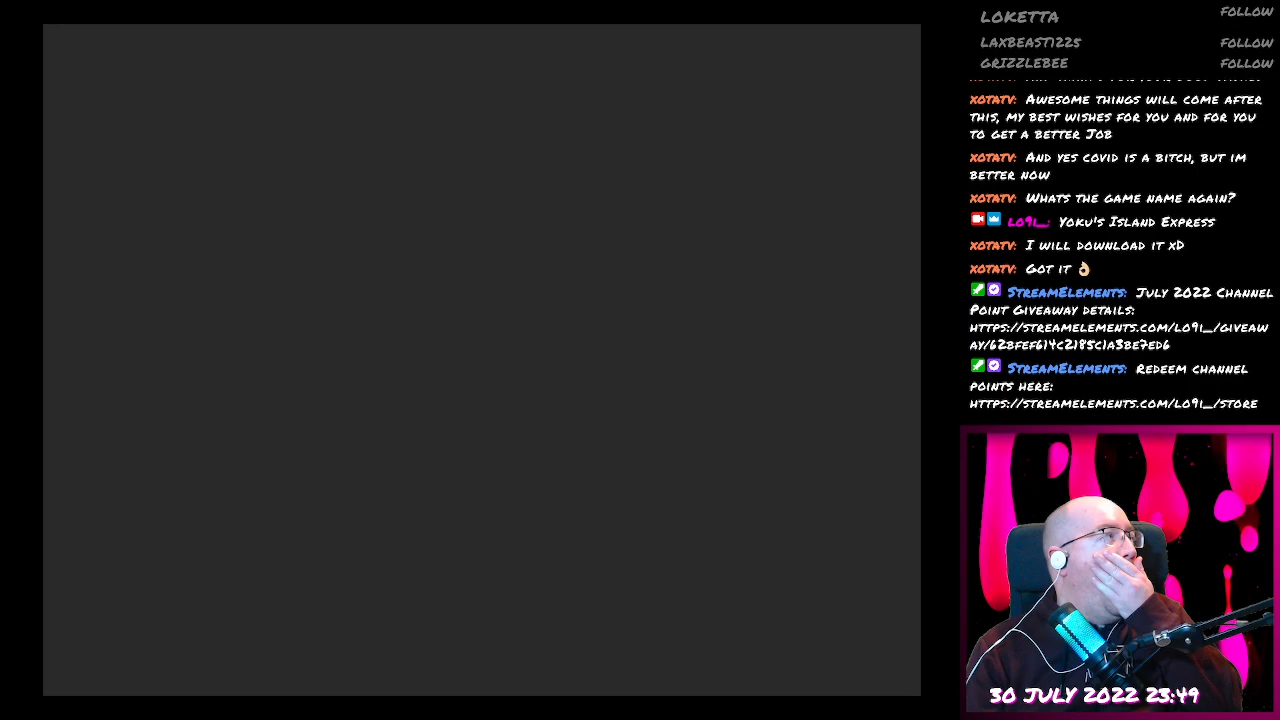 LOKETTA FOLLOW
LAXBEAST1225 FOLLOW
GRIZZLEBEE FOLLOW
XOTATV: AWESOME THINGS WILL COME AFTER
THIS, MY BEST WISHES FOR YOU AND FOR YOU
TO GET A BETTER JOB
XOTATV: AND YES COVID IS A BITCH, BUT IM
BETTER NOW
XOTATV: WHATS THE GAME NAME AGAIN?
LO91_: YOKU'S ISLAND EXPRESS
XOTATV: I WILL DOWNLOAD IT XD
XOTATV: GOT IT 👌🏼
STREAMELEMENTS: JULY 2022 CHANNEL
POINT GIVEAWAY DETAILS:
HTTPS://STREAMELEMENTS.COM/LO91_/GIVEAW
AY/62BFEF614C2185C1A3BE7ED6
STREAMELEMENTS: REDEEM CHANNEL
POINTS HERE:
HTTPS://STREAMELEMENTS.COM/LO91_/STORE
30 JULY 2022 23:49